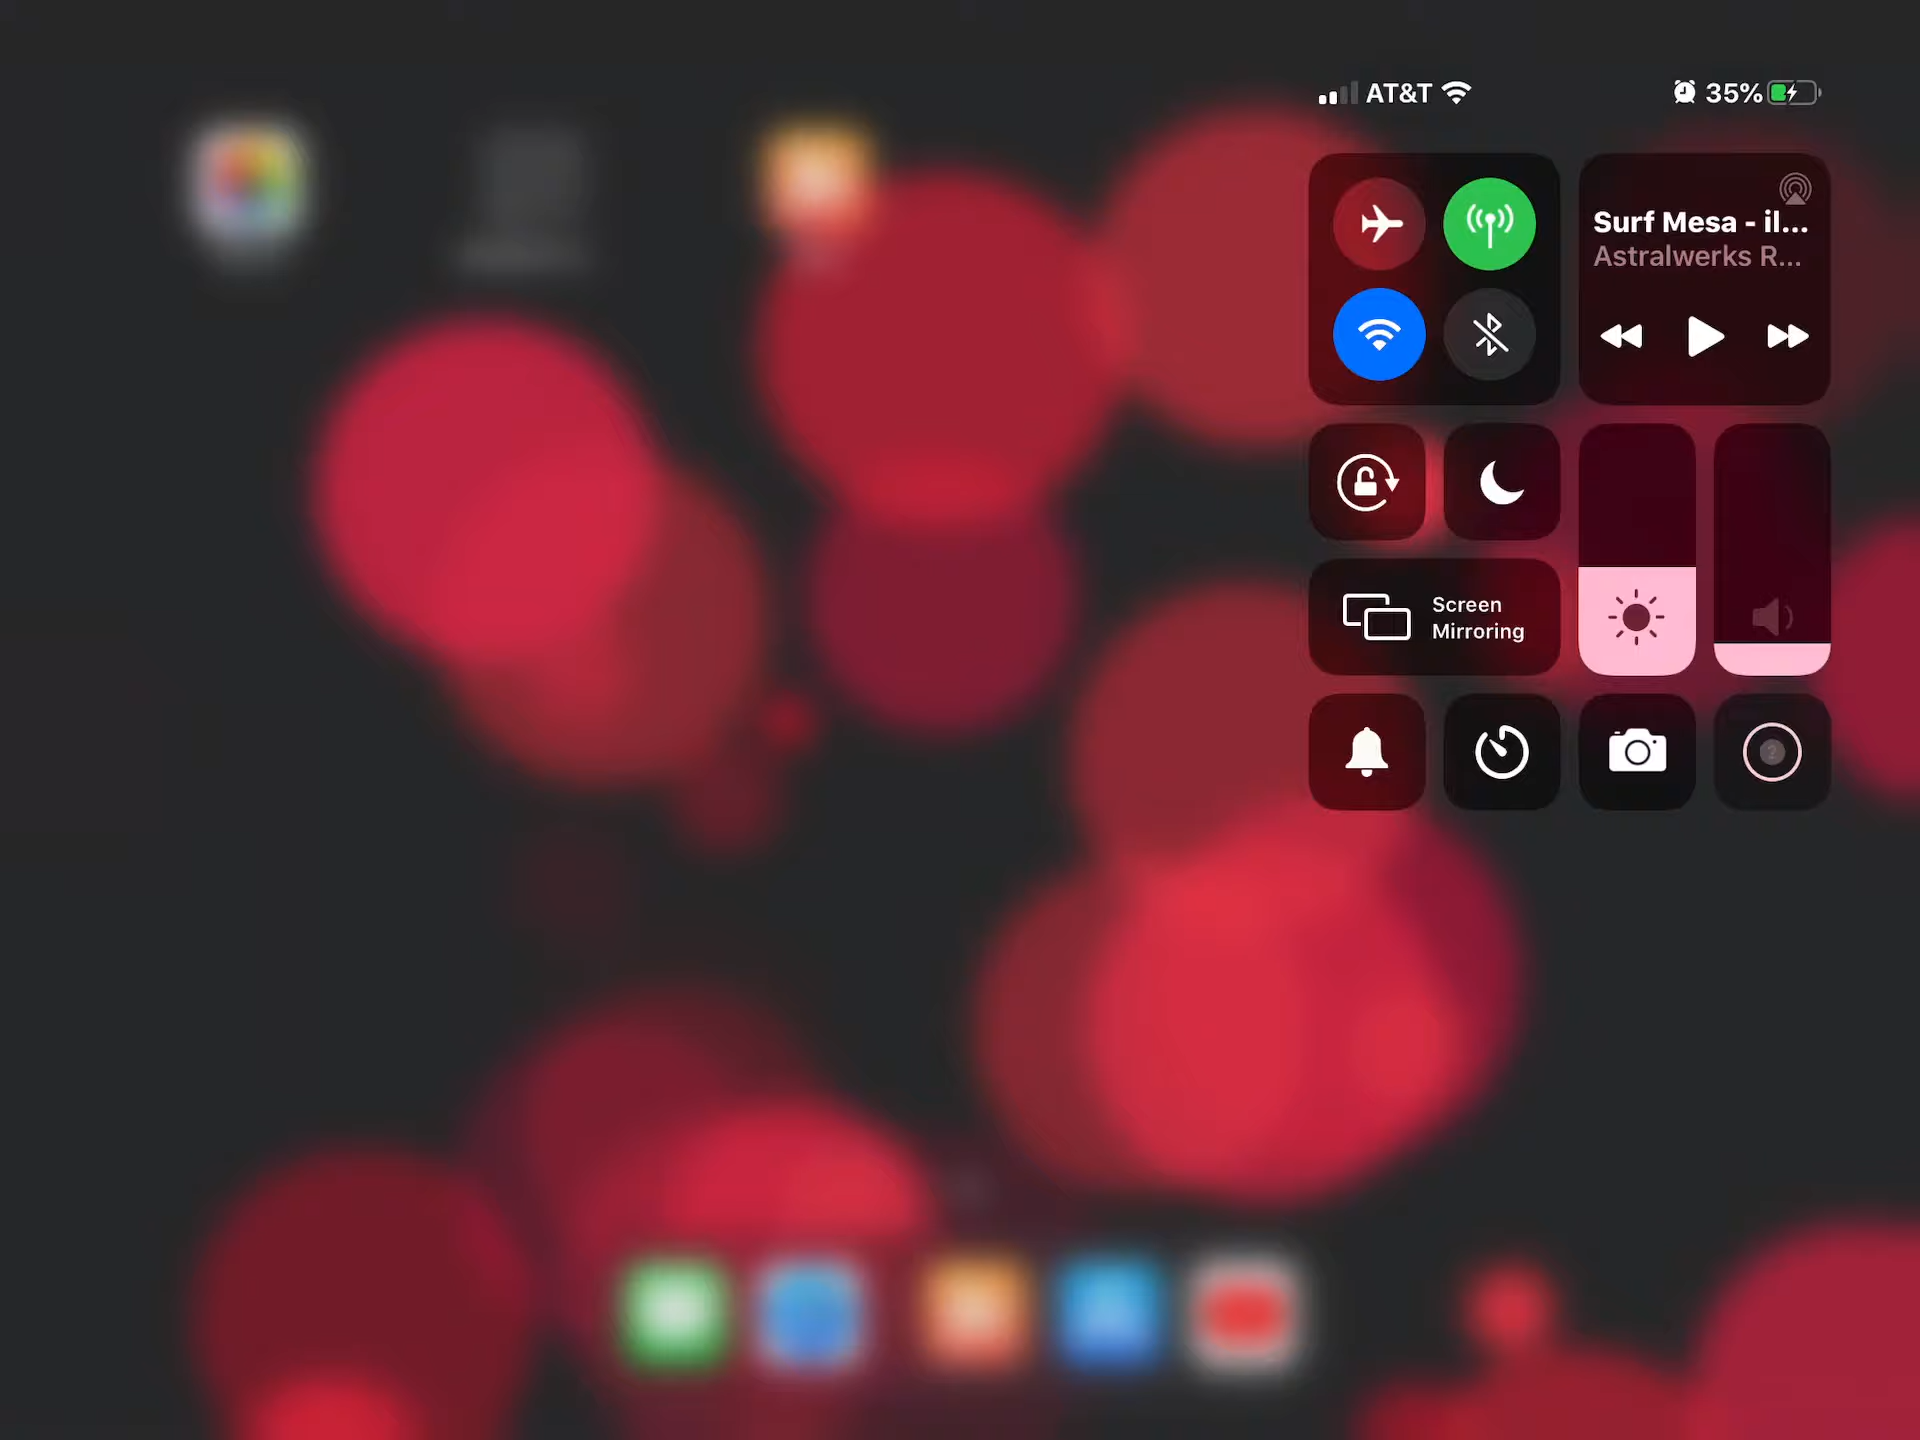 AT&T
35%
Surf Mesa - il...
Astralwerks R...
Screen
Mirroring